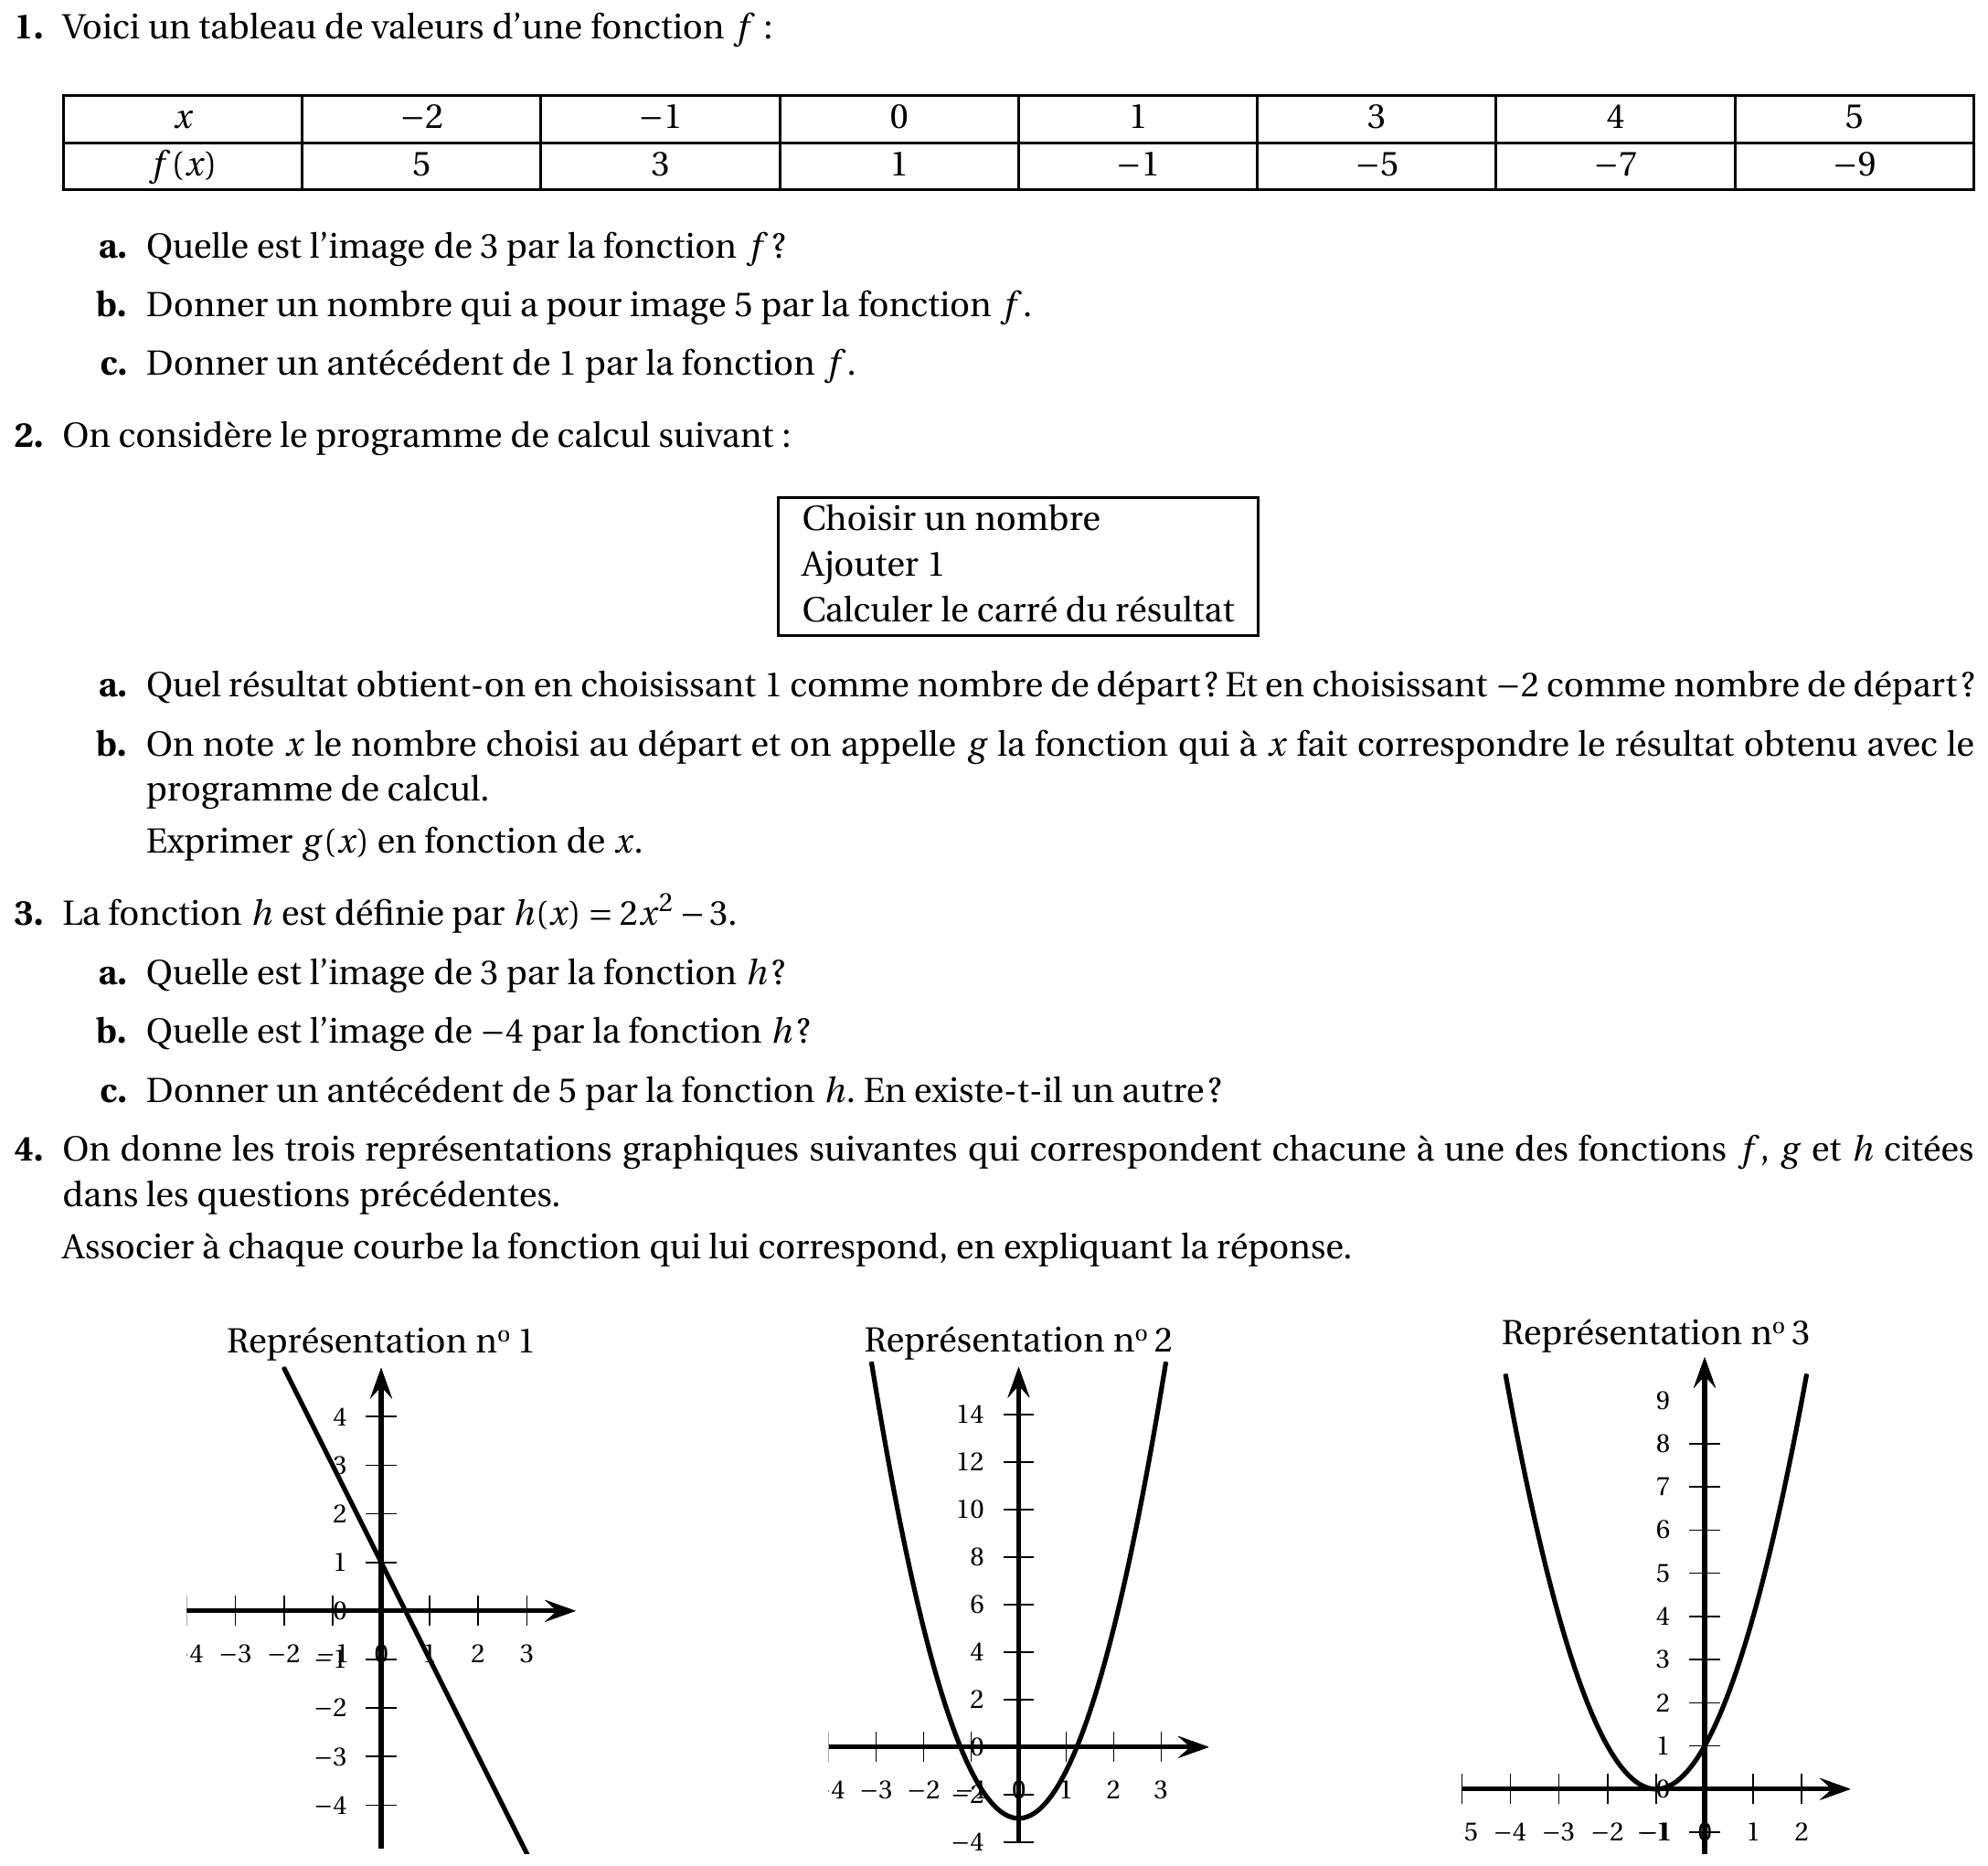 1. Voici un tableau de valeurs d’une fonction f :
x −2 −1 0 1 3 4 5
f(x) 5 3 1 −1 −5 −7 −9
a. Quelle est l’image de 3 par la fonction f ?
b. Donner un nombre qui a pour image 5 par la fonction f.
c. Donner un antécédent de 1 par la fonction f.
2. On considère le programme de calcul suivant :
Choisir un nombre
Ajouter 1
Calculer le carré du résultat
a. Quel résultat obtient-on en choisissant 1 comme nombre de départ ? Et en choisissant −2 comme nombre de départ ?
b. On note x le nombre choisi au départ et on appelle g la fonction qui à x fait correspondre le résultat obtenu avec le
programme de calcul.
Exprimer g(x) en fonction de x.
3. La fonction h est définie par h(x) = 2x² − 3.
a. Quelle est l’image de 3 par la fonction h ?
b. Quelle est l’image de −4 par la fonction h ?
c. Donner un antécédent de 5 par la fonction h. En existe-t-il un autre ?
4. On donne les trois représentations graphiques suivantes qui correspondent chacune à une des fonctions f, g et h citées
dans les questions précédentes.
Associer à chaque courbe la fonction qui lui correspond, en expliquant la réponse.
Représentation nº 1
4
3
2
1
0
4 −3 −2 −1 0 1 2 3
−1
−2
−3
−4
Représentation nº 2
14
12
10
8
6
4
2
0
4 −3 −2 −1 0 1 2 3
−2
−4
Représentation nº 3
9
8
7
6
5
4
3
2
1
0
5 −4 −3 −2 −1 0 1 2